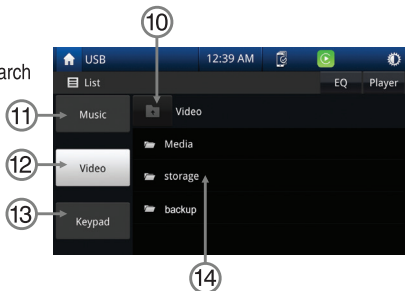 10
USB 12:39 AM
arch
List EQ Player
11 Music Video
Media
12 Video storage
13 Keypad backup
14